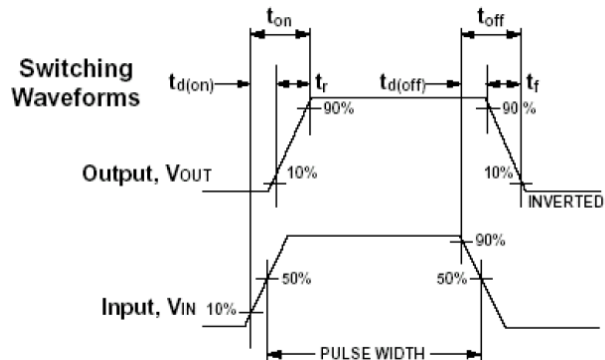 ton
toff
Switching
Waveforms
td(on)
tr
td(off)
tf
90%
90%
Output, VOUT
10%
10%
INVERTED
90%
50%
50%
Input, VIN
10%
PULSE WIDTH